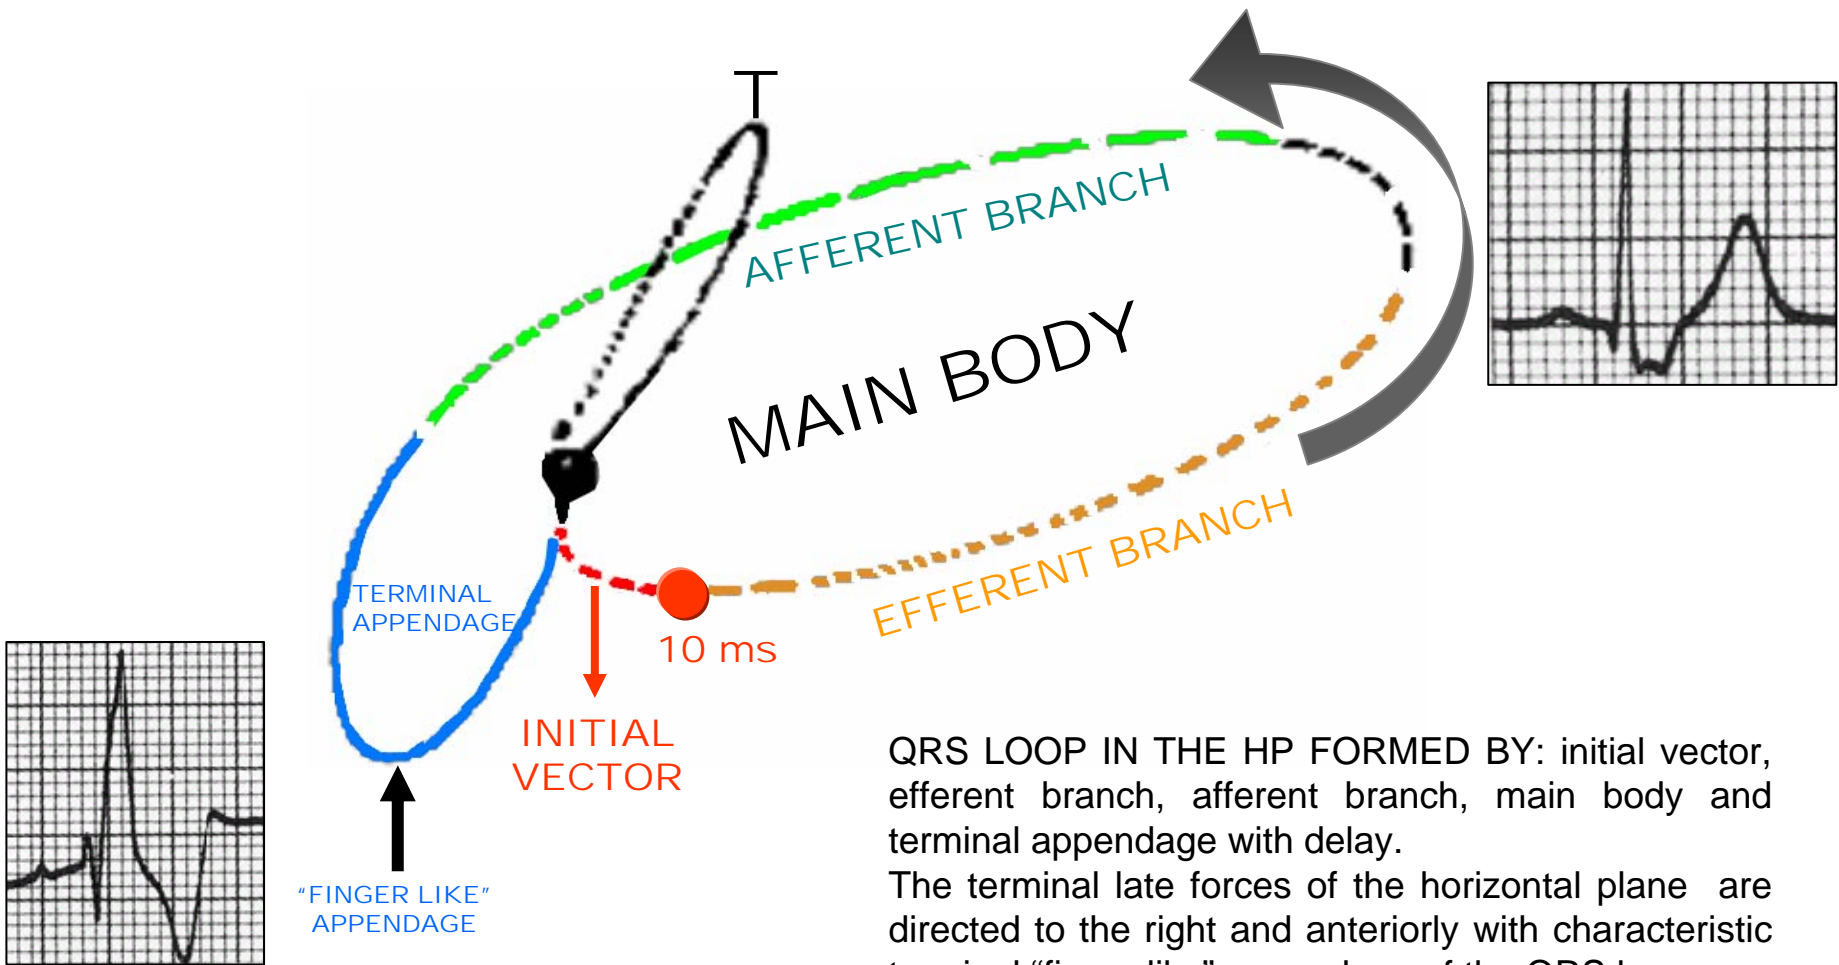 T
AFFERENT BRANCH
MAIN BODY
EFFERENT BRANCH
TERMINAL
APPENDAGE
10 ms
INITIAL
VECTOR
“FINGER LIKE”
APPENDAGE
QRS LOOP IN THE HP FORMED BY: initial vector,
efferent branch, afferent branch, main body and
terminal appendage with delay.
The terminal late forces of the horizontal plane are
directed to the right and anteriorly with characteristic